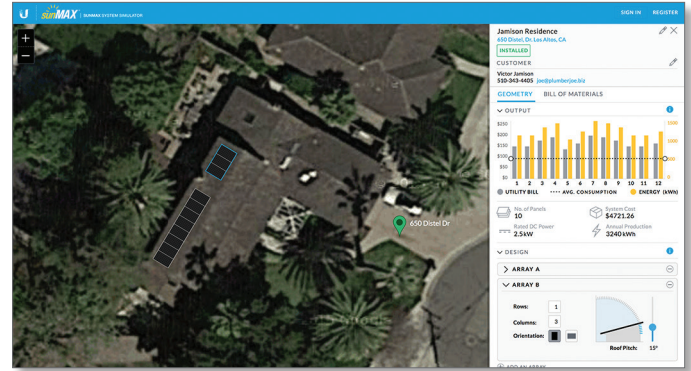 U sunMAX | SUNMAX SYSTEM SIMULATOR
SIGN IN REGISTER
+
−
650 Distel Dr
Jamison Residence
650 Distel, Dr. Los Altos, CA
INSTALLED
CUSTOMER
Victor Jamison
510-343-4405 joe@plumberjoe.biz
GEOMETRY BILL OF MATERIALS
OUTPUT
$250
$200
$150
$100
$50
$0
1500
1000
500
0
1 2 3 4 5 6 7 8 9 10 11 12
UTILITY BILL AVG. CONSUMPTION ENERGY (kWh)
No. of Panels
10
System Cost
$4721.26
Rated DC Power
2.5kW
Annual Production
3240 kWh
DESIGN
ARRAY A
ARRAY B
Rows: 1
Columns: 3
Orientation:
Roof Pitch: 15°
ADD AN ARRAY